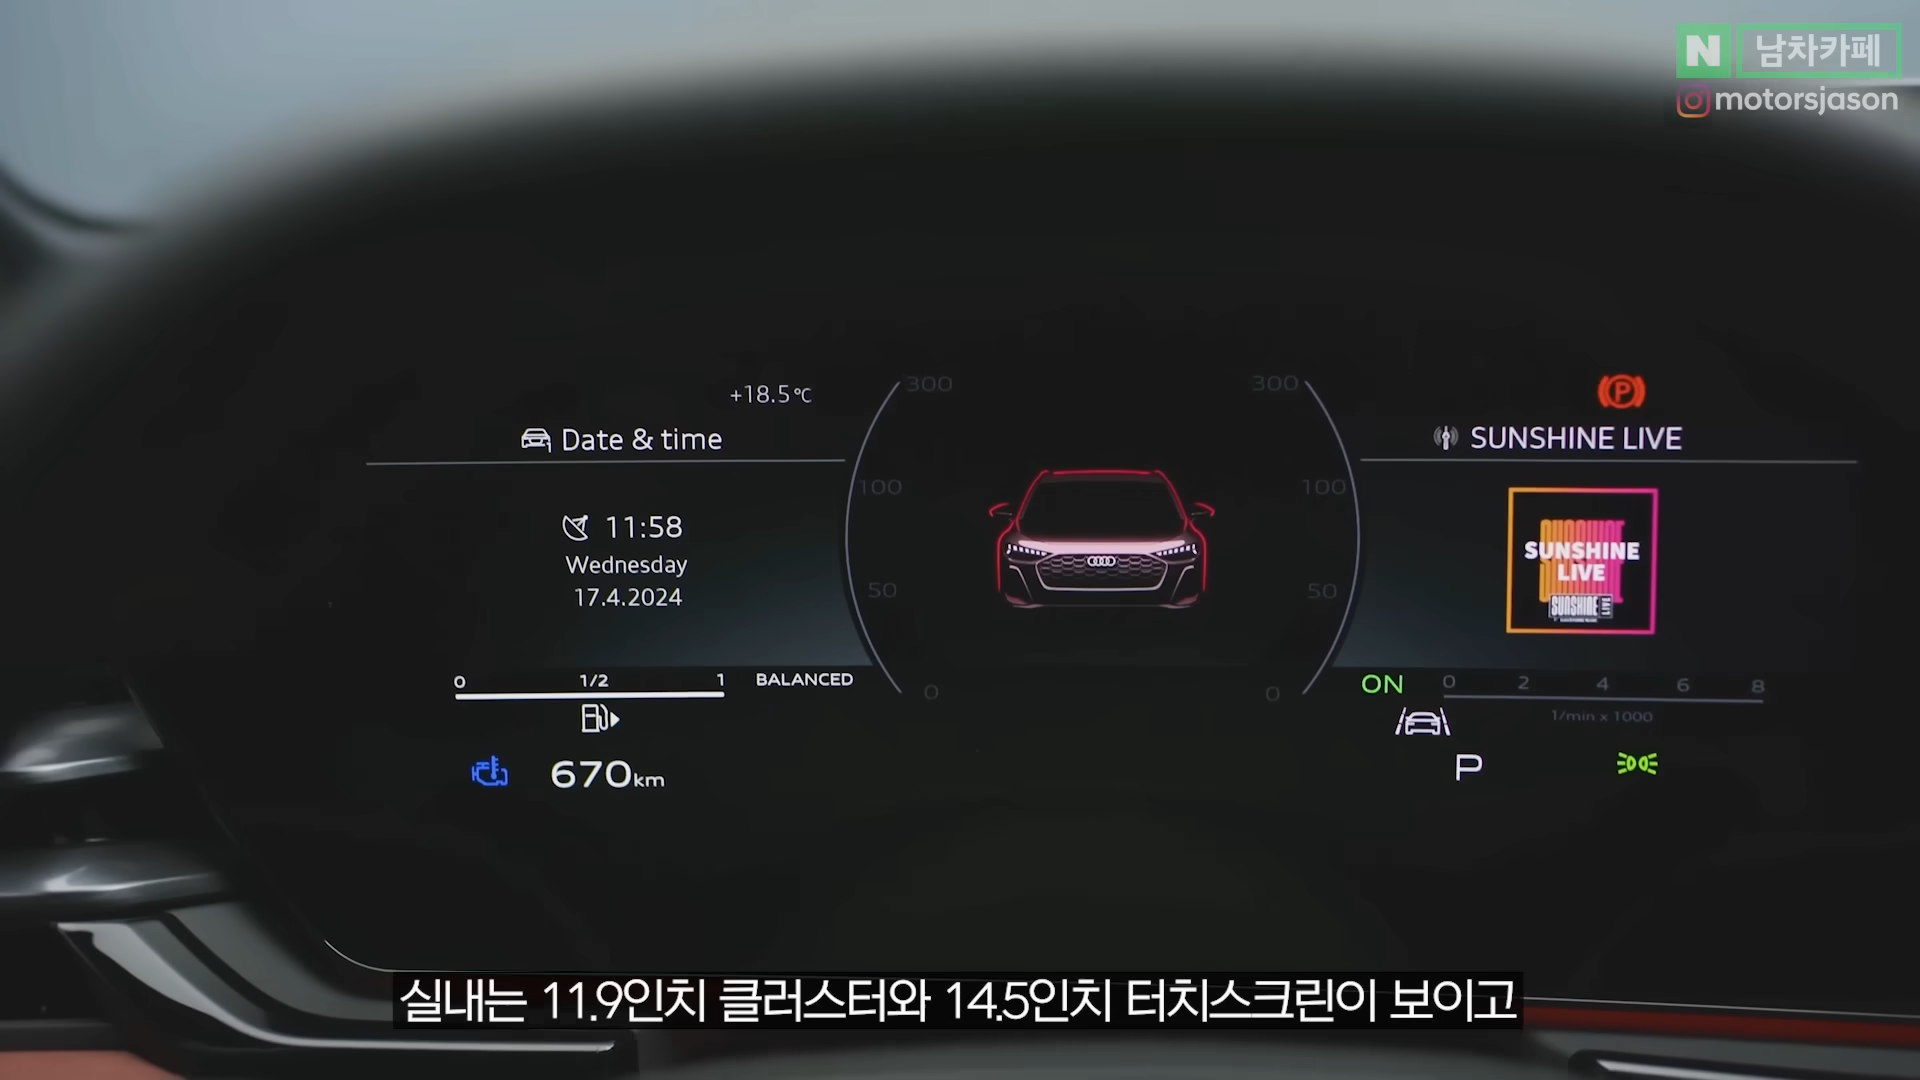 N 남차카페
motorsjason
+18.5°C
Date & time
11:58
Wednesday
17.4.2024
0 1/2 1 BALANCED
670km
300
100
50
0
300
100
50
0
P
SUNSHINE LIVE
SUNSHINE
LIVE
SUNSHINE LIVE
ON
0 2 4 6 8
1/min x 1000
P
실내는 11.9인치 클러스터와 14.5인치 터치스크린이 보이고